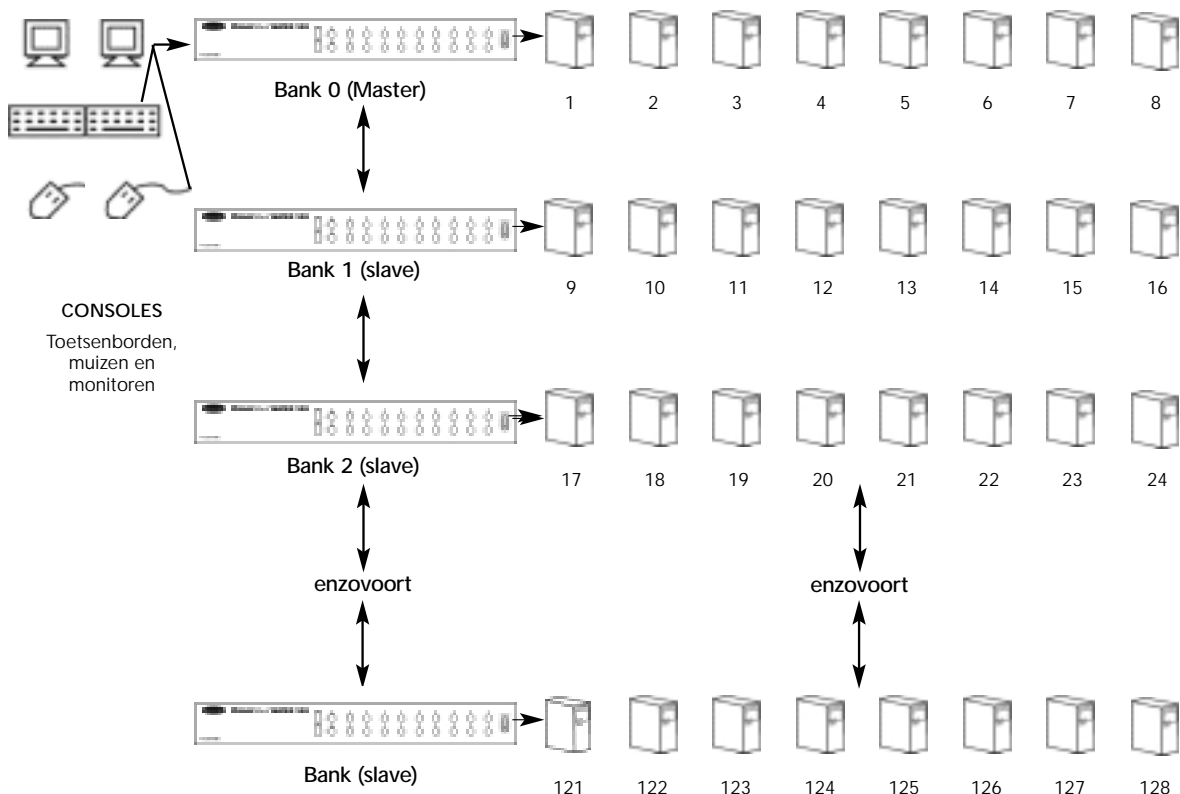 Bank 0 (Master)
1 2 3 4 5 6 7 8
Bank 1 (slave)
9 10 11 12 13 14 15 16
CONSOLES
Toetsenborden,
muizen en
monitoren
Bank 2 (slave)
17 18 19 20 21 22 23 24
enzovoort enzovoort
Bank (slave)
121 122 123 124 125 126 127 128